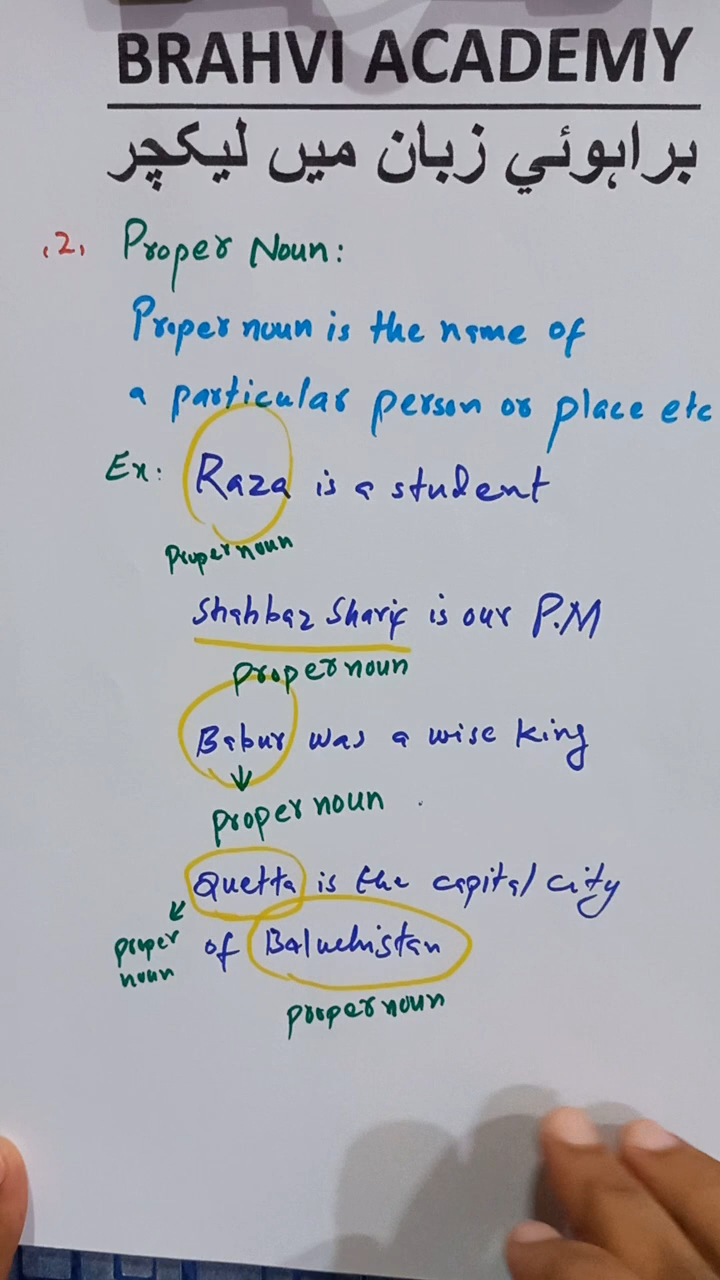 BRAHVI ACADEMY
براہوئي زبان میں لیکچر
(2) Proper Noun:
Proper noun is the name of
a particular person or place etc
Ex: Raza is a student
Proper noun
Shahbaz Sharif is our P.M
proper noun
Babur was a wise king
proper noun
Quetta is the capital city
proper noun
of Baluchistan
proper noun